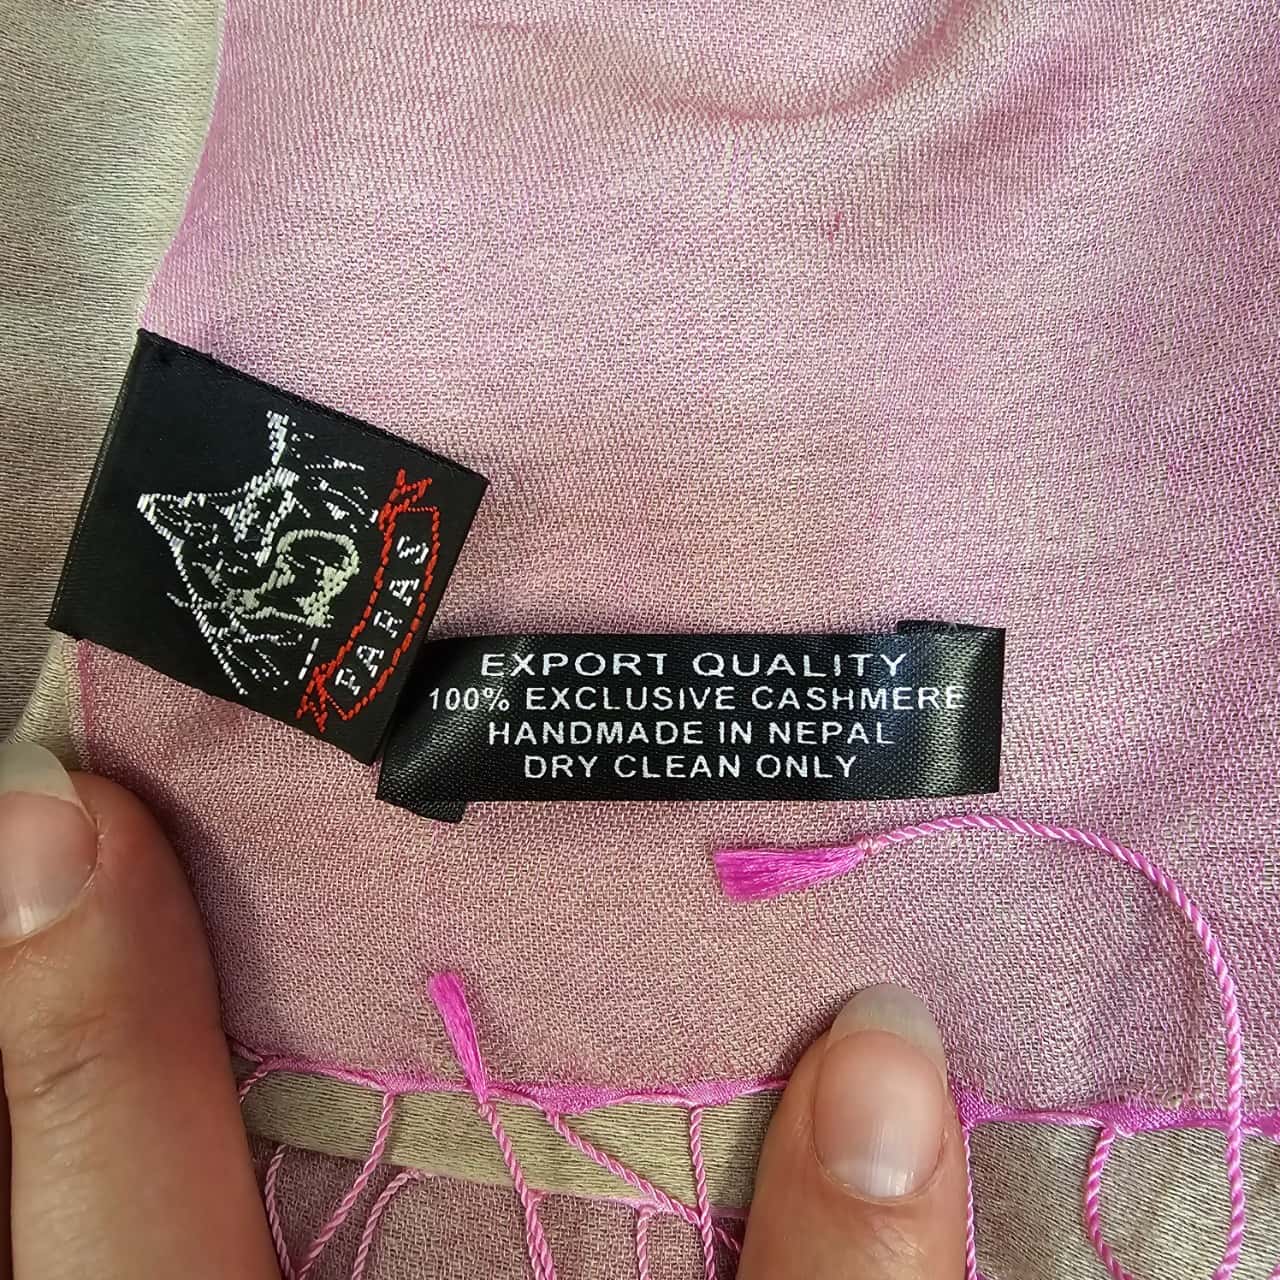 PARAS
EXPORT QUALITY
100% EXCLUSIVE CASHMERE
HANDMADE IN NEPAL
DRY CLEAN ONLY